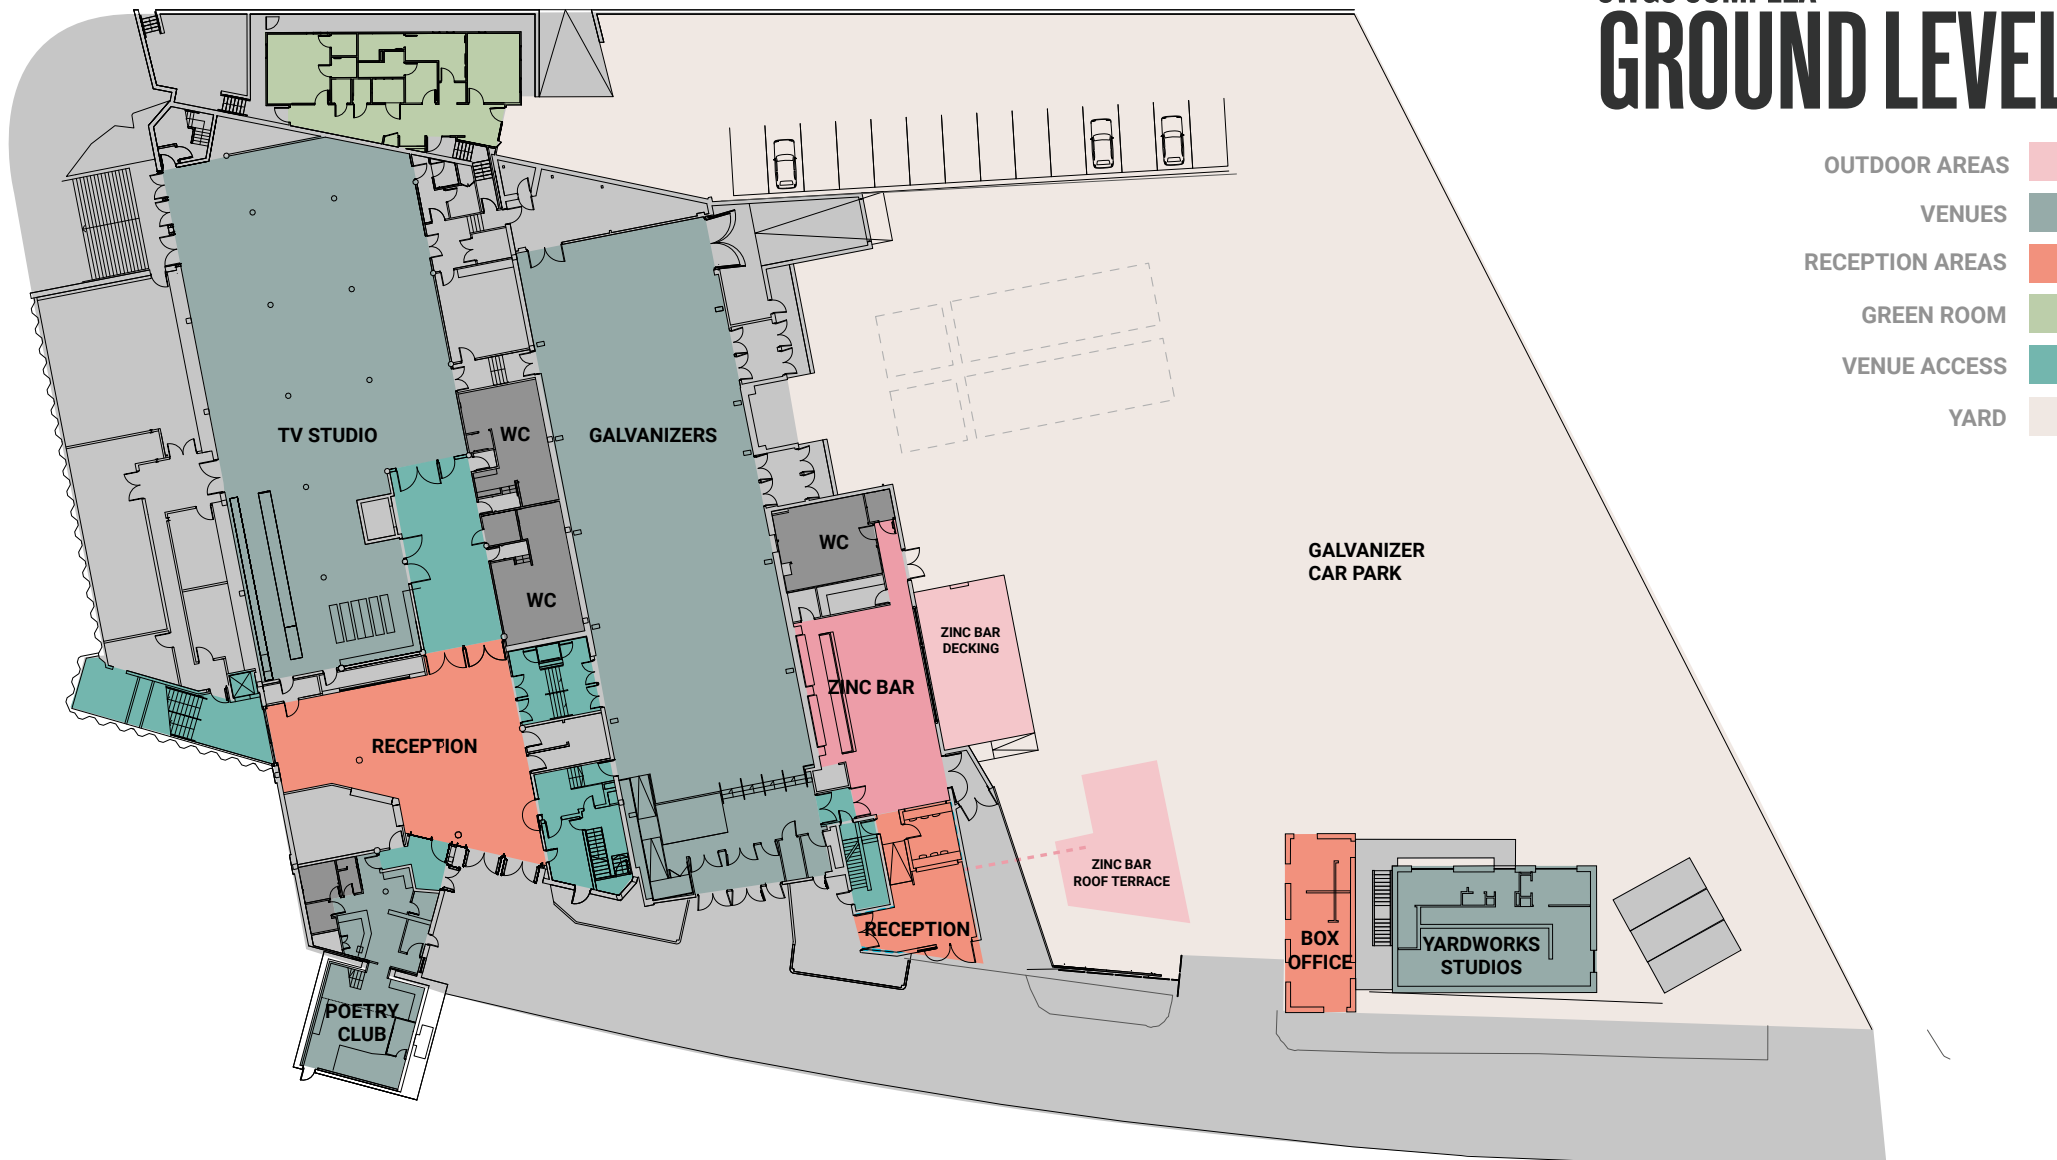 GROUND LEVEL
OUTDOOR AREAS
VENUES
RECEPTION AREAS
GREEN ROOM
VENUE ACCESS
YARD
TV STUDIO
WC
GALVANIZERS
WC
WC
GALVANIZER
CAR PARK
ZINC BAR
DECKING
ZINC BAR
RECEPTION
ZINC BAR
ROOF TERRACE
RECEPTION
BOX
OFFICE
YARDWORKS
STUDIOS
POETRY
CLUB